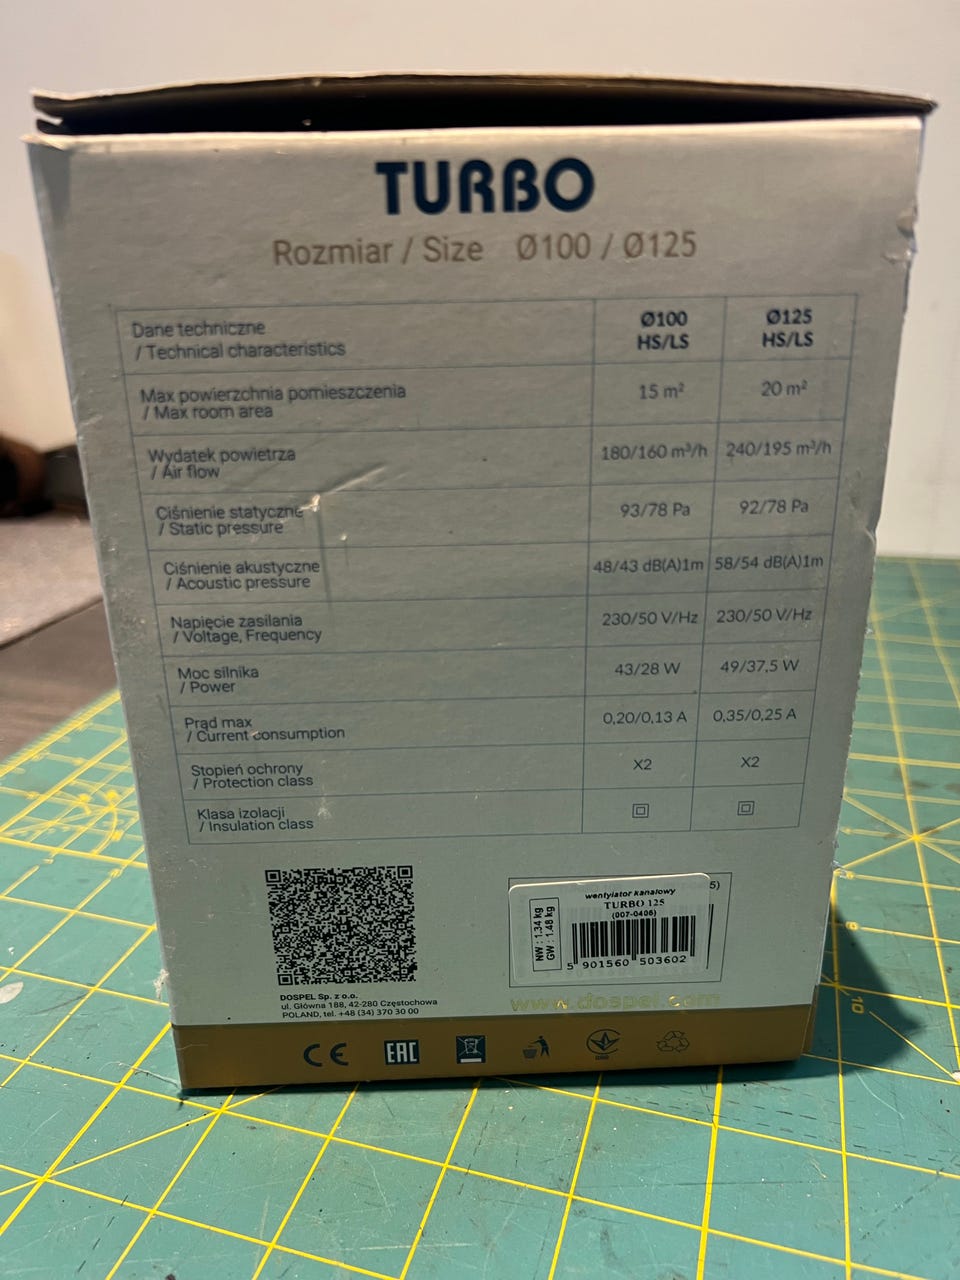 TURBO
Rozmiar / Size Ø100 / Ø125
Dane techniczne
/ Technical characteristics
Ø100
HS/LS
Ø125
HS/LS
Max powierzchnia pomieszczenia
/ Max room area
15 m²
20 m²
Wydatek powietrza
/ Air flow
180/160 m³/h
240/195 m³/h
Ciśnienie statyczne
/ Static pressure
93/78 Pa
92/78 Pa
Ciśnienie akustyczne
/ Acoustic pressure
48/43 dB(A)1m
58/54 dB(A)1m
Napięcie zasilania
/ Voltage, Frequency
230/50 V/Hz
230/50 V/Hz
Moc silnika
/ Power
43/28 W
49/37,5 W
Prąd max
/ Current consumption
0,20/0,13 A
0,35/0,25 A
Stopień ochrony
/ Protection class
X2
X2
Klasa izolacji
/ Insulation class
DOSPEL Sp. z o.o.
ul. Główna 188, 42-280 Częstochowa
POLAND, tel. +48 (34) 370 30 00
5)
wentylator kanałowy
TURBO 125
(007-0406)
NW : 1.34 kg
GW : 1.48 kg
5 901560 503602
www.dospel.com
CE
EAC
10